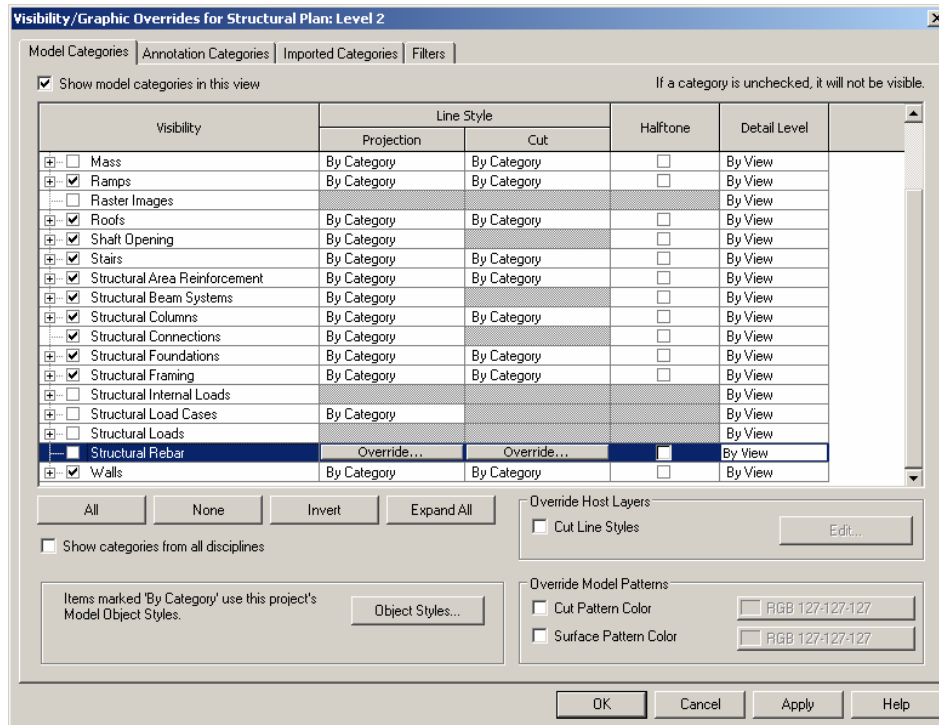 Visibility/Graphic Overrides for Structural Plan: Level 2
Model Categories Annotation Categories Imported Categories Filters
Show model categories in this view If a category is unchecked, it will not be visible.
Visibility Line Style Halftone Detail Level
Projection Cut
Mass By Category By Category By View
Ramps By Category By Category By View
Raster Images By View
Roofs By Category By Category By View
Shaft Opening By Category By View
Stairs By Category By Category By View
Structural Area Reinforcement By Category By Category By View
Structural Beam Systems By Category By View
Structural Columns By Category By Category By View
Structural Connections By Category By View
Structural Foundations By Category By Category By View
Structural Framing By Category By Category By View
Structural Internal Loads By View
Structural Load Cases By Category By View
Structural Loads By View
Structural Rebar Override... Override... By View
Walls By Category By Category By View
All None Invert Expand All
Override Host Layers
Cut Line Styles Edit...
Show categories from all disciplines
Items marked 'By Category' use this project's
Model Object Styles.
Object Styles...
Override Model Patterns
Cut Pattern Color RGB 127-127-127
Surface Pattern Color RGB 127-127-127
OK Cancel Apply Help